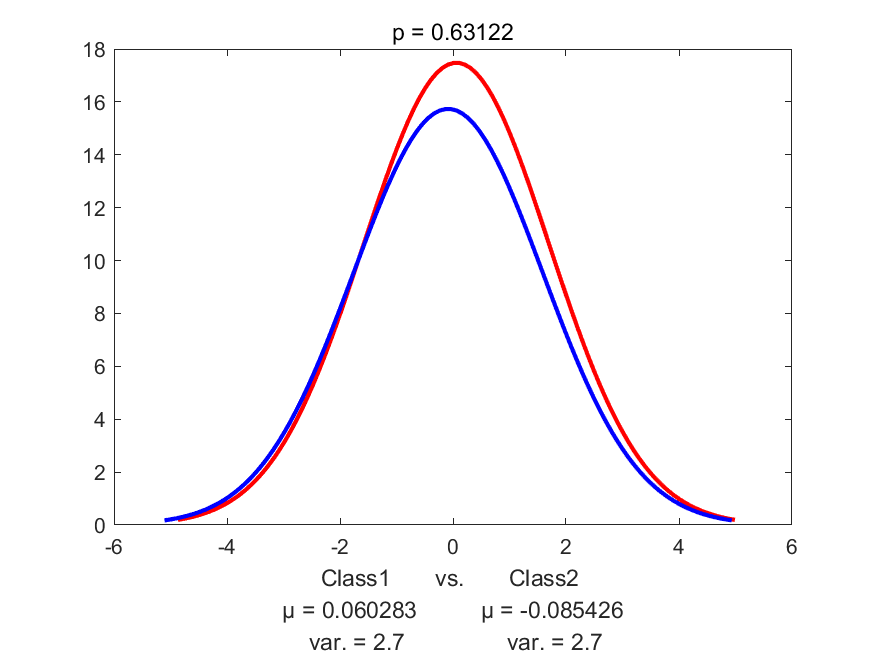 p = 0.63122
18
16
14
12
10
8
6
4
2
0
-6 -4 -2 0 2 4 6
Class1 vs. Class2
μ = 0.060283 μ = -0.085426
var. = 2.7 var. = 2.7